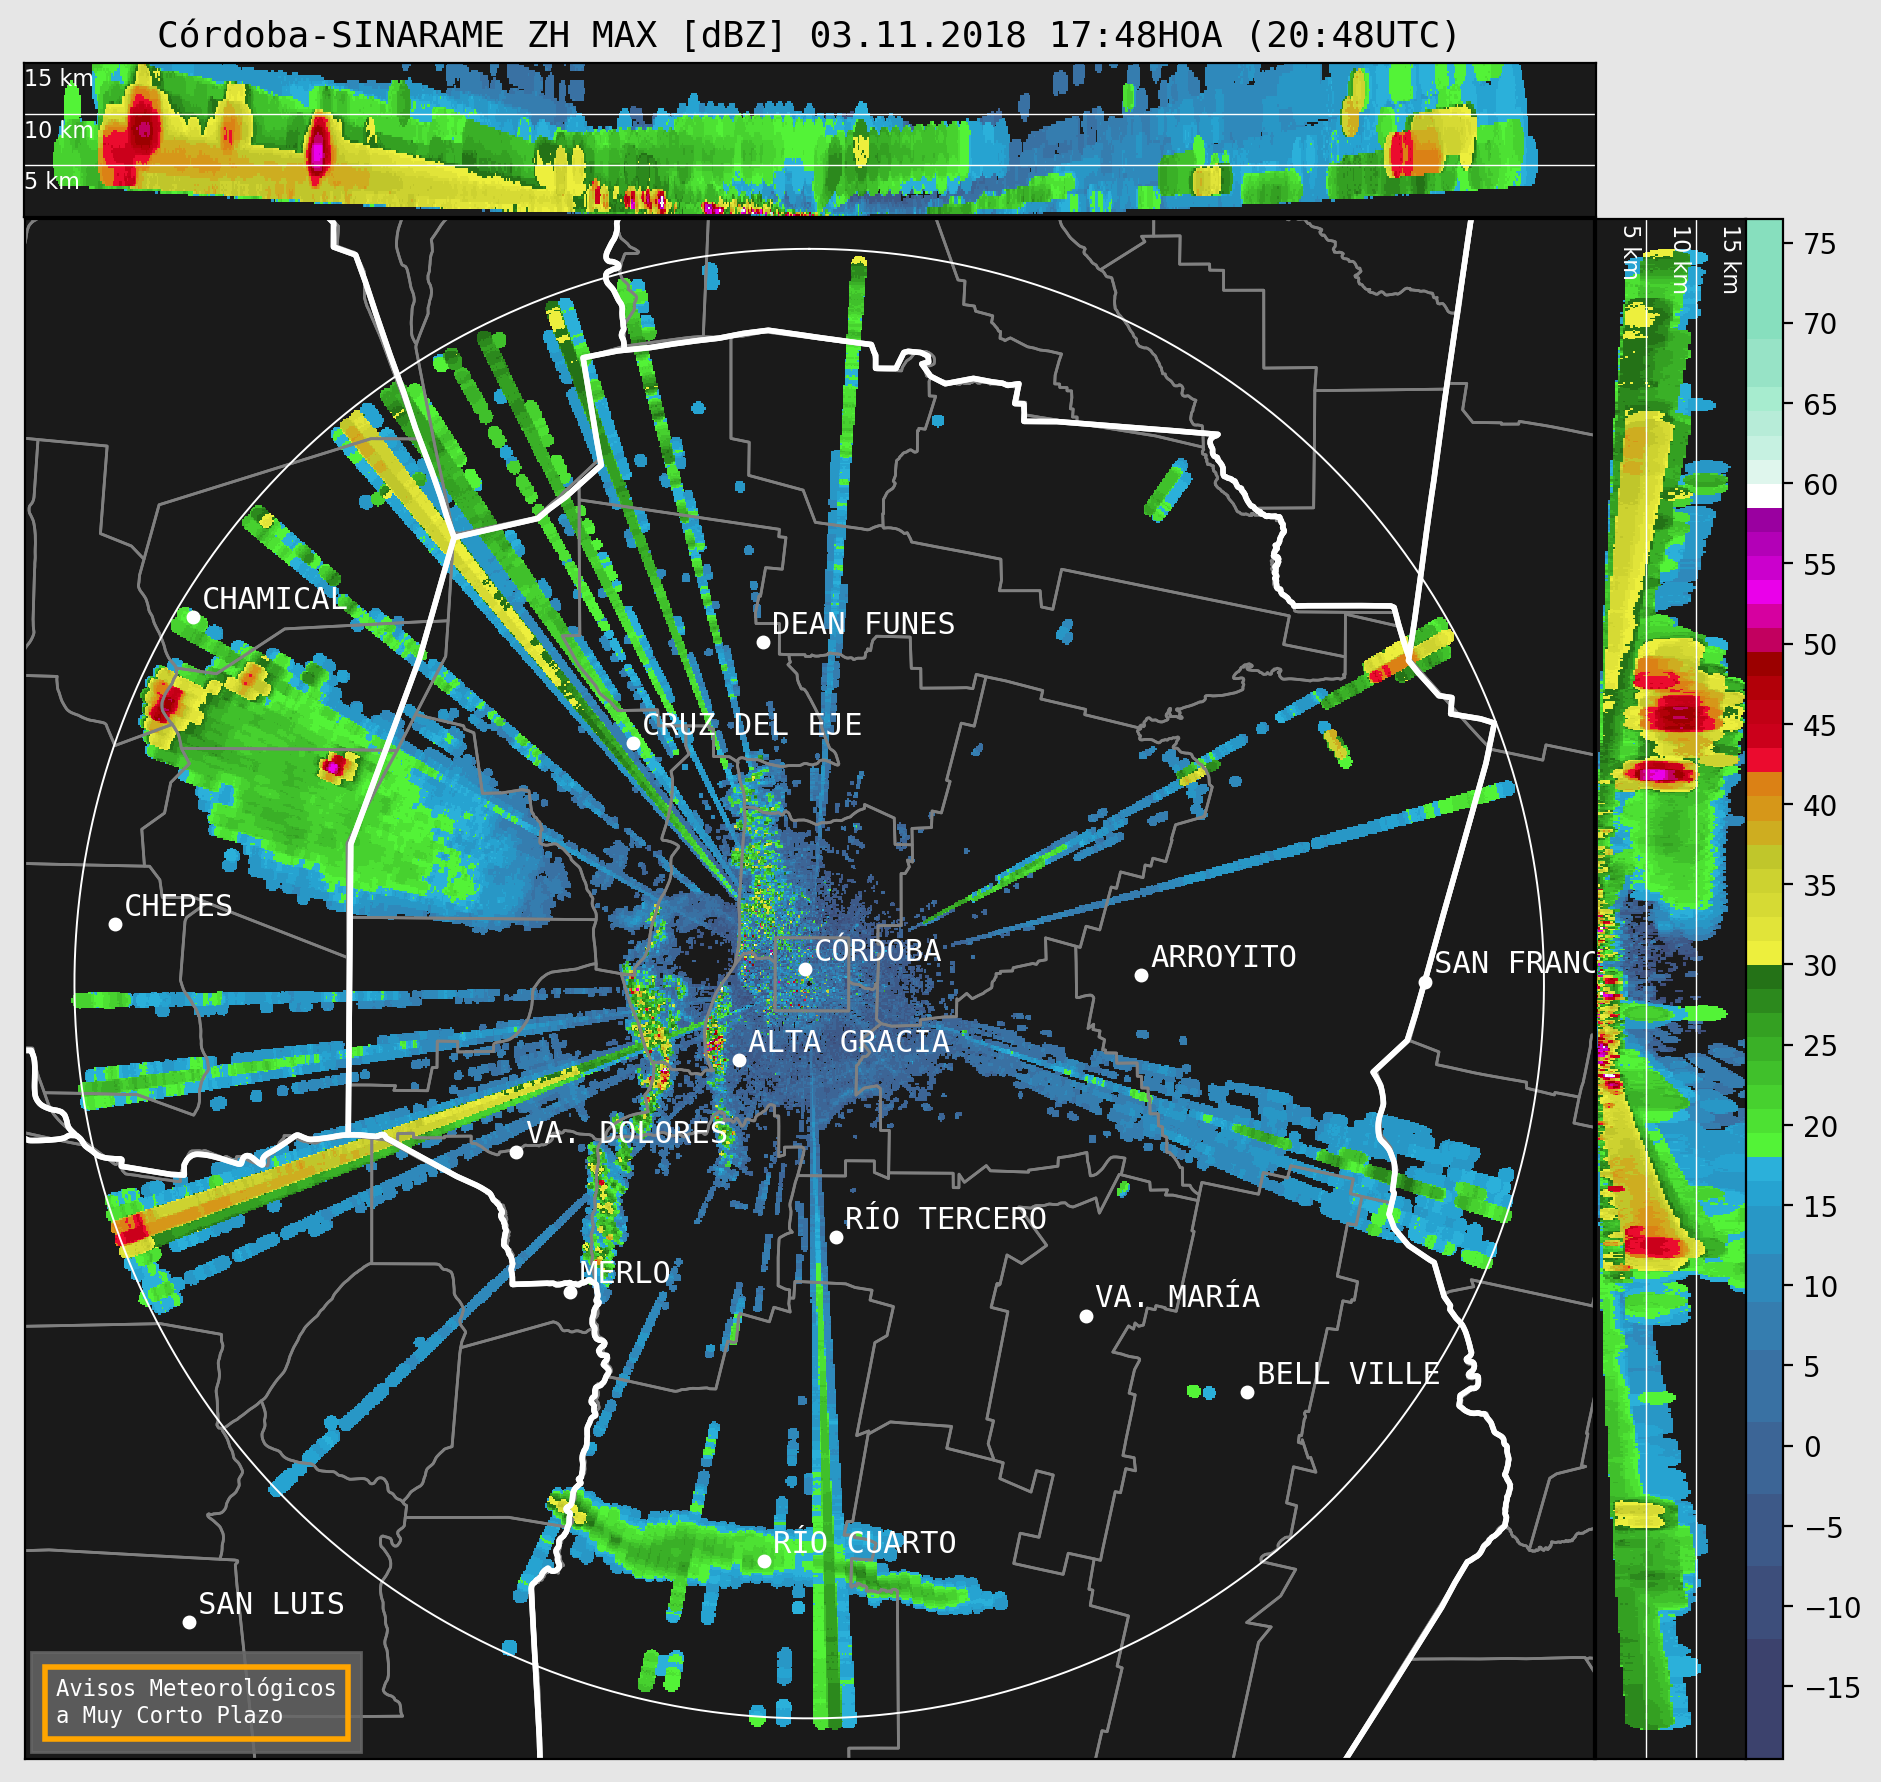 Córdoba-SINARAME ZH MAX [dBZ] 03.11.2018 17:48HOA (20:48UTC)
15 km
10 km
5 km
5 km
10 km
15 km
75
70
65
60
55
50
45
40
35
30
25
20
15
10
5
0
−5
−10
−15
CHAMICAL
DEAN FUNES
CRUZ DEL EJE
CHEPES
CÓRDOBA
ARROYITO
SAN FRANC
ALTA GRACIA
VA. DOLORES
RÍO TERCERO
MERLO
VA. MARÍA
BELL VILLE
RÍO CUARTO
SAN LUIS
Avisos Meteorológicos
a Muy Corto Plazo